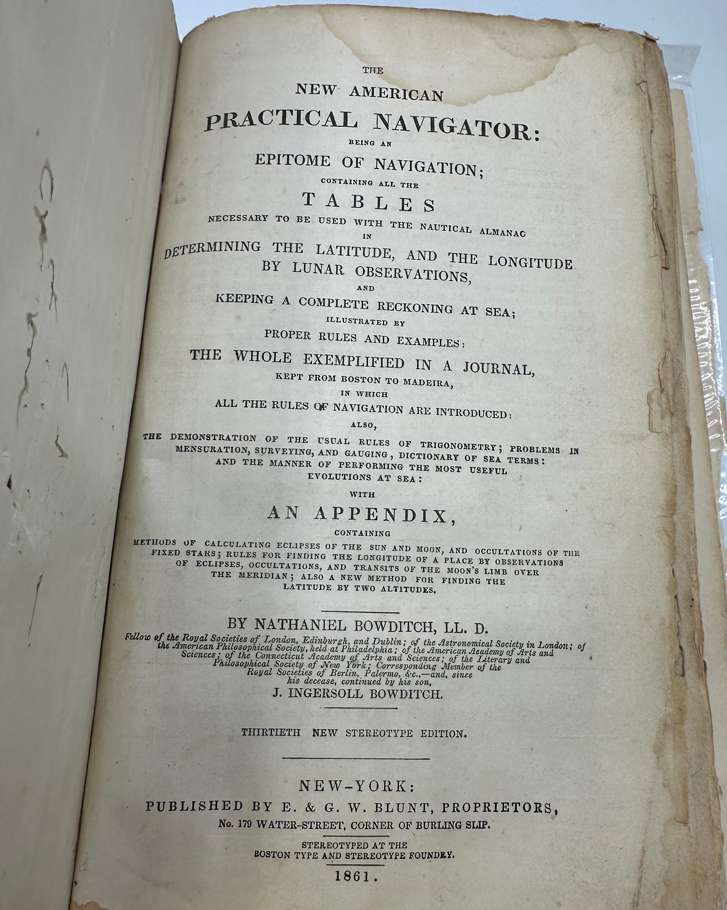 THE
NEW AMERICAN
PRACTICAL NAVIGATOR:
BEING AN
EPITOME OF NAVIGATION;
CONTAINING ALL THE
TABLES
NECESSARY TO BE USED WITH THE NAUTICAL ALMANAC
IN
DETERMINING THE LATITUDE, AND THE LONGITUDE
BY LUNAR OBSERVATIONS,
AND
KEEPING A COMPLETE RECKONING AT SEA;
ILLUSTRATED BY
PROPER RULES AND EXAMPLES:
THE WHOLE EXEMPLIFIED IN A JOURNAL,
KEPT FROM BOSTON TO MADEIRA,
IN WHICH
ALL THE RULES OF NAVIGATION ARE INTRODUCED:
ALSO,
THE DEMONSTRATION OF THE USUAL RULES OF TRIGONOMETRY; PROBLEMS IN
MENSURATION, SURVEYING, AND GAUGING, DICTIONARY OF SEA TERMS:
AND THE MANNER OF PERFORMING THE MOST USEFUL
EVOLUTIONS AT SEA:
WITH
AN APPENDIX,
CONTAINING
METHODS OF CALCULATING ECLIPSES OF THE SUN AND MOON, AND OCCULTATIONS OF THE
FIXED STARS; RULES FOR FINDING THE LONGITUDE OF A PLACE BY OBSERVATIONS
OF ECLIPSES, OCCULTATIONS, AND TRANSITS OF THE MOON'S LIMB OVER
THE MERIDIAN; ALSO A NEW METHOD FOR FINDING THE
LATITUDE BY TWO ALTITUDES.
BY NATHANIEL BOWDITCH, LL. D.
Fellow of the Royal Societies of London, Edinburgh, and Dublin; of the Astronomical Society in London; of
the American Philosophical Society, held at Philadelphia; of the American Academy of Arts and
Sciences; of the Connecticut Academy of Arts and Sciences; of the Literary and
Philosophical Society of New York; Corresponding Member of the
Royal Societies of Berlin, Palermo, &c.,—and, since
his decease, continued by his son,
J. INGERSOLL BOWDITCH.
THIRTIETH NEW STEREOTYPE EDITION.
NEW-YORK:
PUBLISHED BY E. & G. W. BLUNT, PROPRIETORS,
No. 179 WATER-STREET, CORNER OF BURLING SLIP.
STEREOTYPED AT THE
BOSTON TYPE AND STEREOTYPE FOUNDRY.
1861.